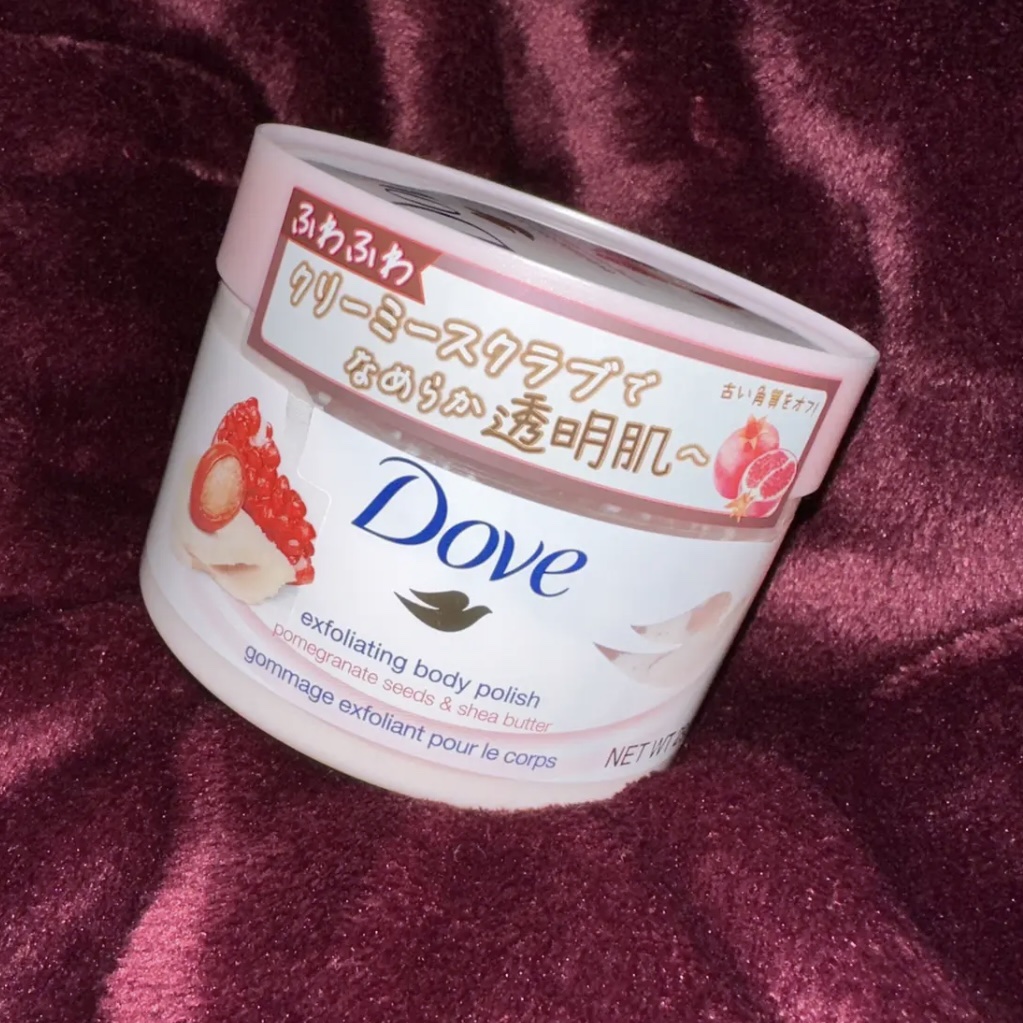 ふわふわ
クリーミースクラブで
なめらか透明肌へ
古い角質をオフ!
Dove
exfoliating body polish
pomegranate seeds & shea butter
gommage exfoliant pour le corps
NET WT